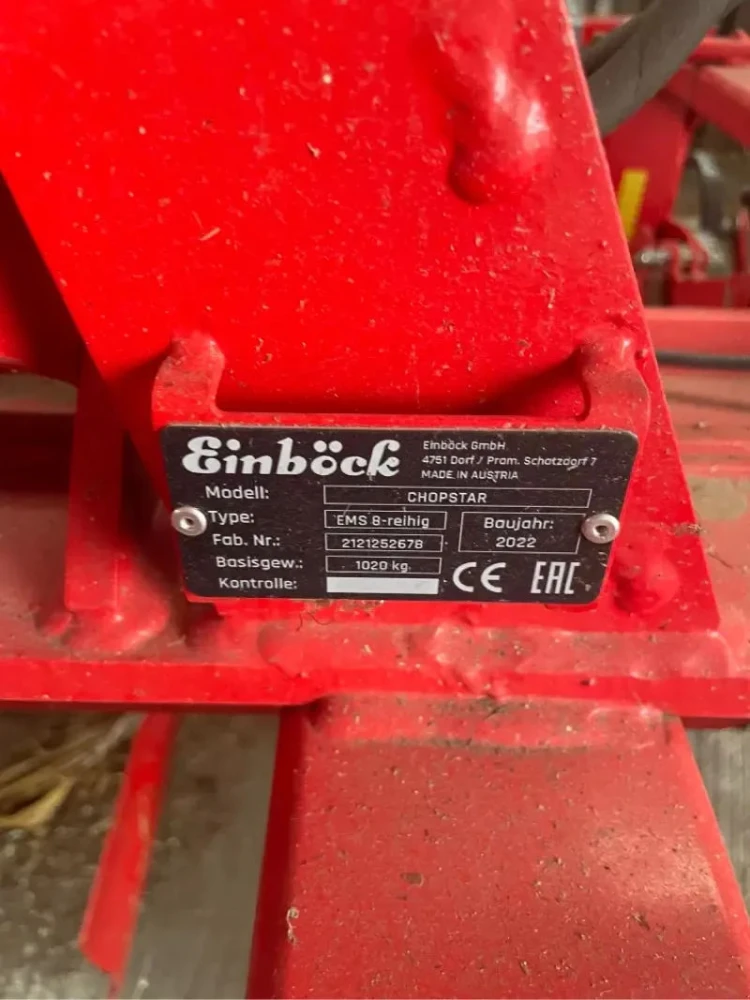 Einböck
Einböck GmbH
4751 Dorf / Pram. Schatzdorf 7
MADE IN AUSTRIA
Modell: CHOPSTAR
Type: EMS 8-reihig
Baujahr: 2022
Fab. Nr.: 2121252678
Basisgew.: 1020 kg
Kontrolle:
CE EAC